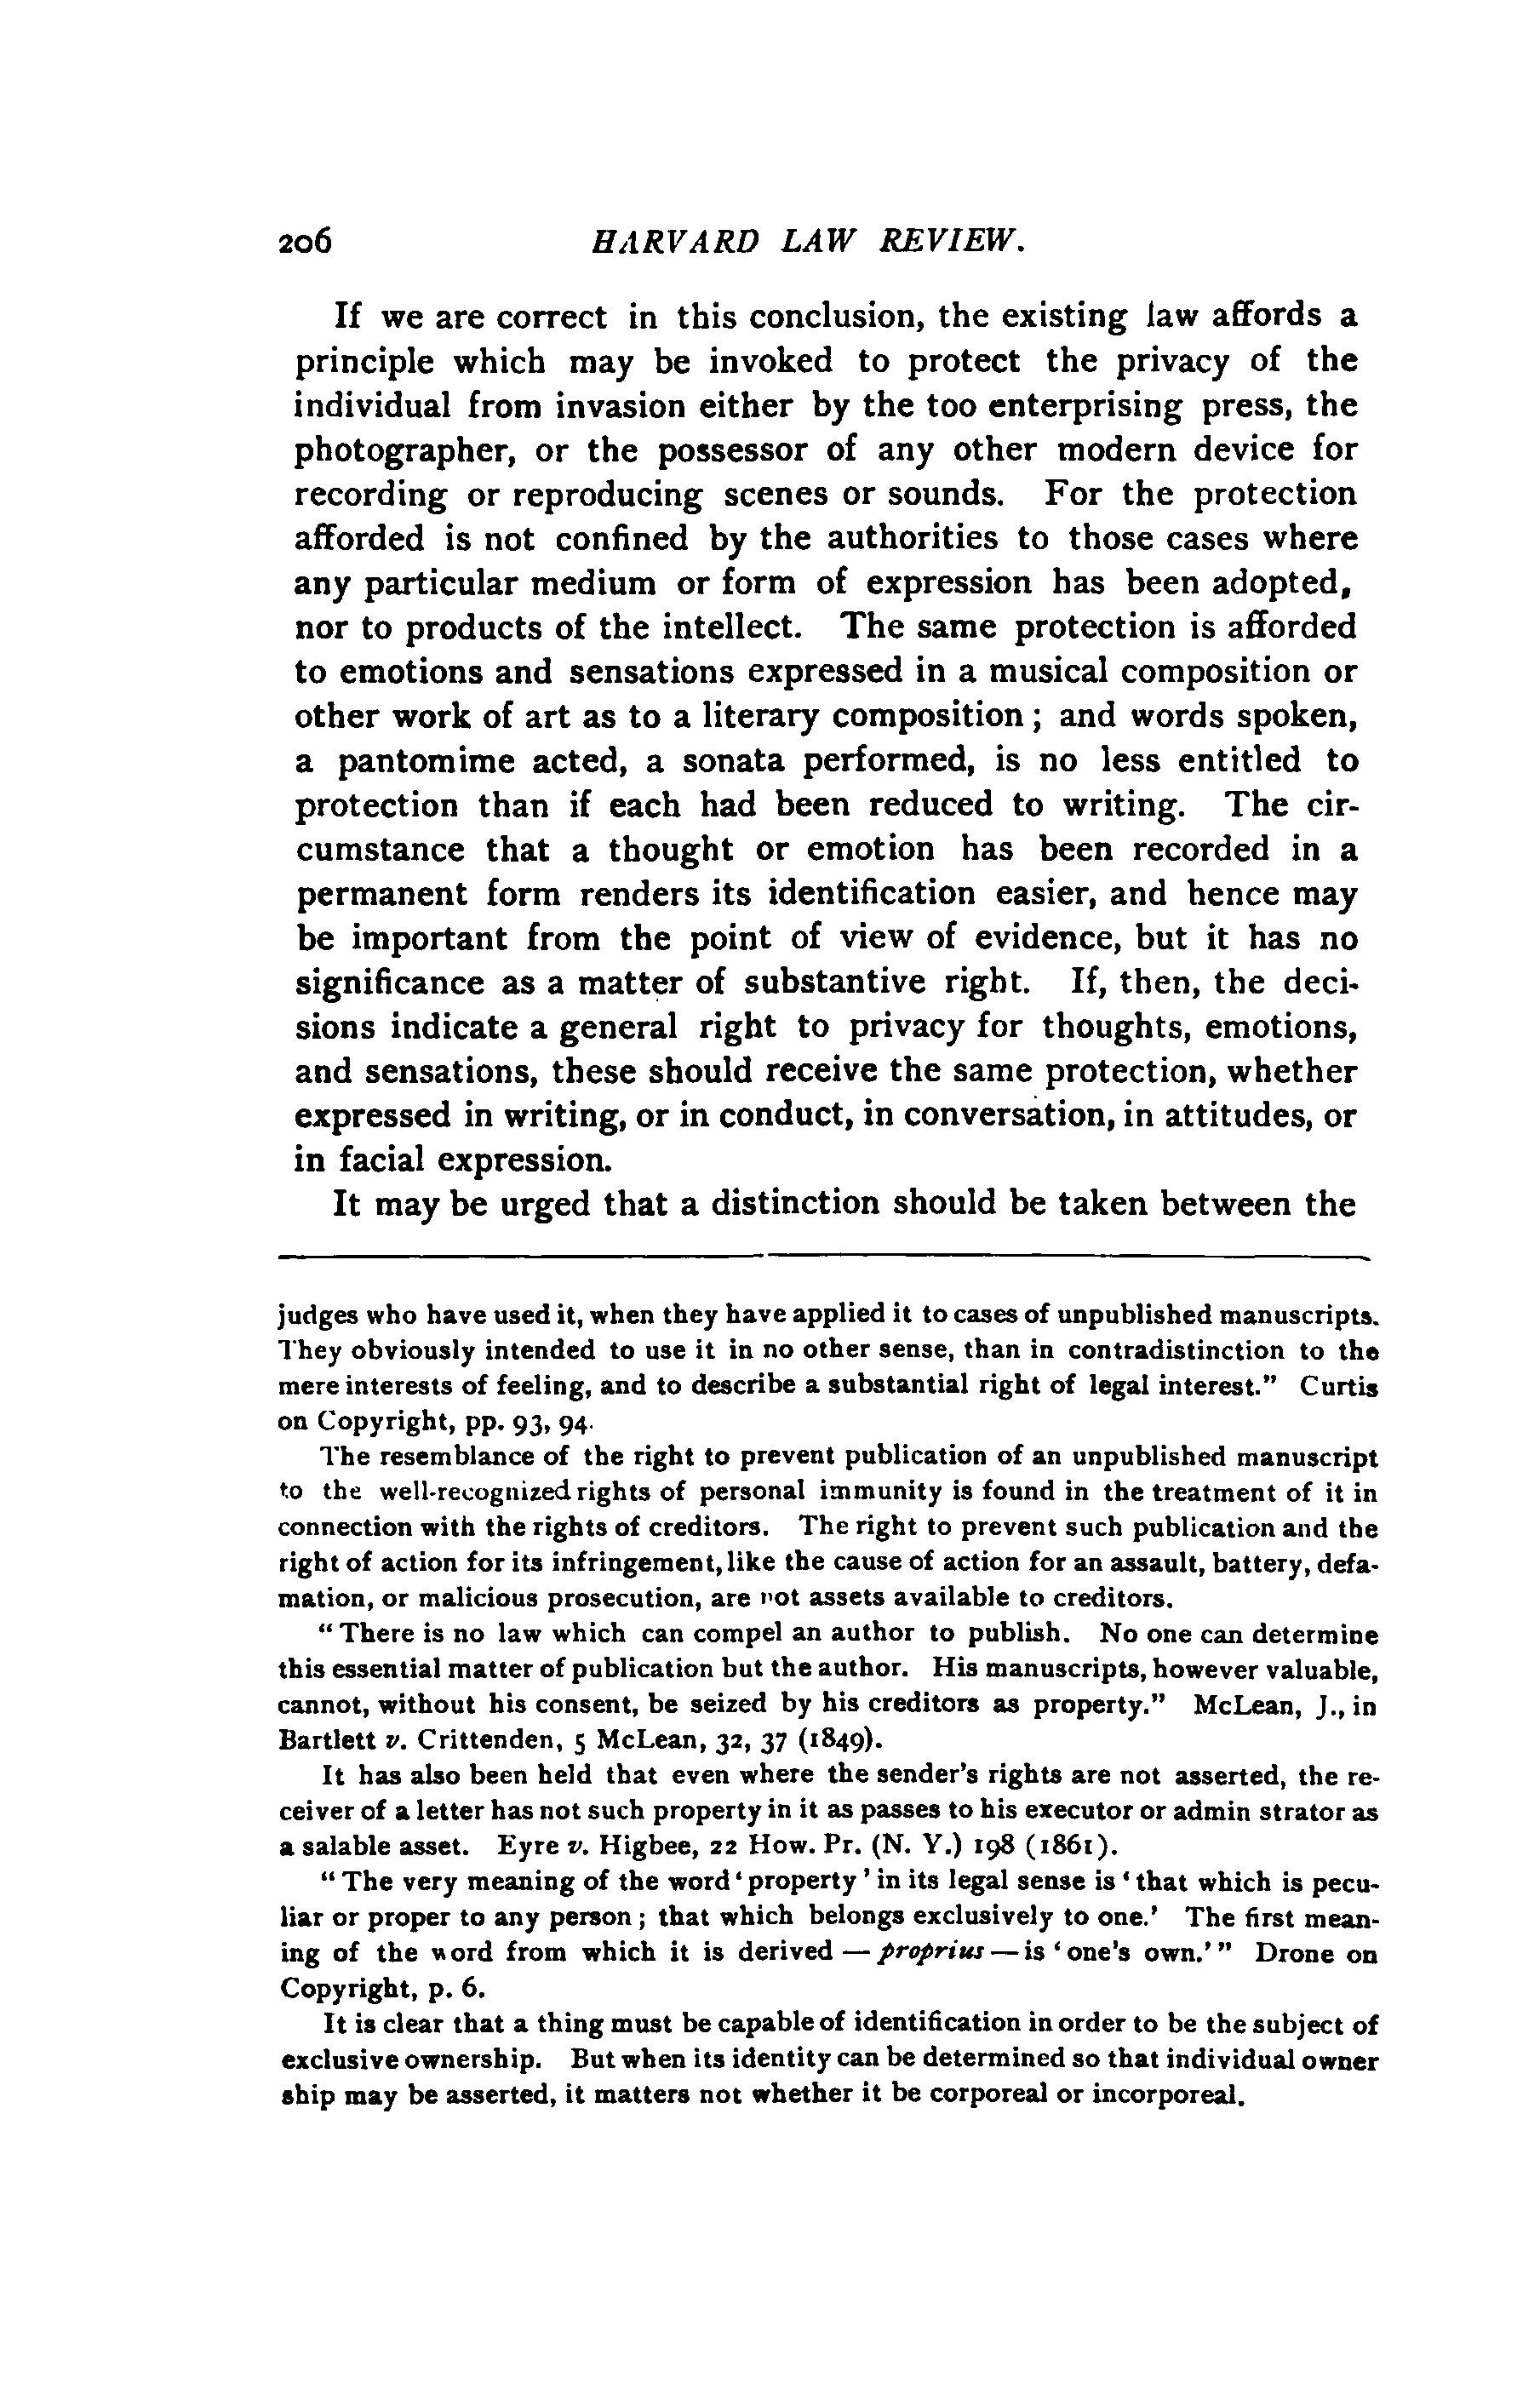 206 HARVARD LAW REVIEW.
If we are correct in this conclusion, the existing law affords a
principle which may be invoked to protect the privacy of the
individual from invasion either by the too enterprising press, the
photographer, or the possessor of any other modern device for
recording or reproducing scenes or sounds. For the protection
afforded is not confined by the authorities to those cases where
any particular medium or form of expression has been adopted,
nor to products of the intellect. The same protection is afforded
to emotions and sensations expressed in a musical composition or
other work of art as to a literary composition; and words spoken,
a pantomime acted, a sonata performed, is no less entitled to
protection than if each had been reduced to writing. The cir-
cumstance that a thought or emotion has been recorded in a
permanent form renders its identification easier, and hence may
be important from the point of view of evidence, but it has no
significance as a matter of substantive right. If, then, the deci-
sions indicate a general right to privacy for thoughts, emotions,
and sensations, these should receive the same protection, whether
expressed in writing, or in conduct, in conversation, in attitudes, or
in facial expression.
It may be urged that a distinction should be taken between the
judges who have used it, when they have applied it to cases of unpublished manuscripts.
They obviously intended to use it in no other sense, than in contradistinction to the
mere interests of feeling, and to describe a substantial right of legal interest." Curtis
on Copyright, pp. 93, 94.
The resemblance of the right to prevent publication of an unpublished manuscript
to the well-recognized rights of personal immunity is found in the treatment of it in
connection with the rights of creditors. The right to prevent such publication and the
right of action for its infringement, like the cause of action for an assault, battery, defa-
mation, or malicious prosecution, are not assets available to creditors.
"There is no law which can compel an author to publish. No one can determine
this essential matter of publication but the author. His manuscripts, however valuable,
cannot, without his consent, be seized by his creditors as property." McLean, J., in
Bartlett v. Crittenden, 5 McLean, 32, 37 (1849).
It has also been held that even where the sender's rights are not asserted, the re-
ceiver of a letter has not such property in it as passes to his executor or admin strator as
a salable asset. Eyre v. Higbee, 22 How. Pr. (N. Y.) 198 (1861).
"The very meaning of the word 'property' in its legal sense is 'that which is pecu-
liar or proper to any person; that which belongs exclusively to one.' The first mean-
ing of the word from which it is derived — proprius — is 'one's own.'" Drone on
Copyright, p. 6.
It is clear that a thing must be capable of identification in order to be the subject of
exclusive ownership. But when its identity can be determined so that individual owner
ship may be asserted, it matters not whether it be corporeal or incorporeal.